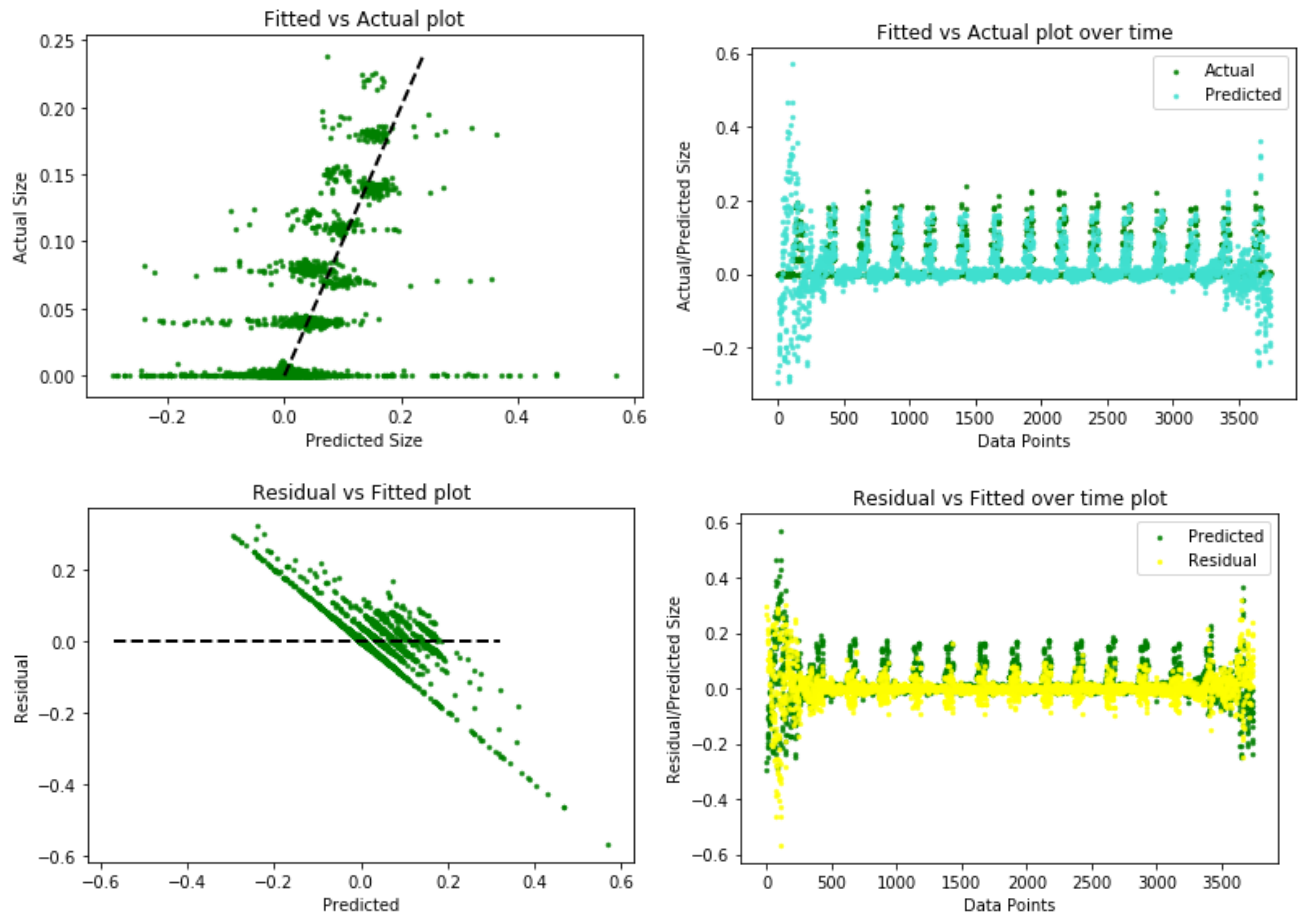 Fitted vs Actual plot
0.25
0.20
0.15
0.10
0.05
0.00
Actual Size
−0.2 0.0 0.2 0.4 0.6
Predicted Size
Fitted vs Actual plot over time
Actual
Predicted
0.6
0.4
0.2
0.0
−0.2
Actual/Predicted Size
0 500 1000 1500 2000 2500 3000 3500
Data Points
Residual vs Fitted plot
0.2
0.0
−0.2
−0.4
−0.6
Residual
−0.6 −0.4 −0.2 0.0 0.2 0.4 0.6
Predicted
Residual vs Fitted over time plot
Predicted
Residual
0.6
0.4
0.2
0.0
−0.2
−0.4
−0.6
Residual/Predicted Size
0 500 1000 1500 2000 2500 3000 3500
Data Points